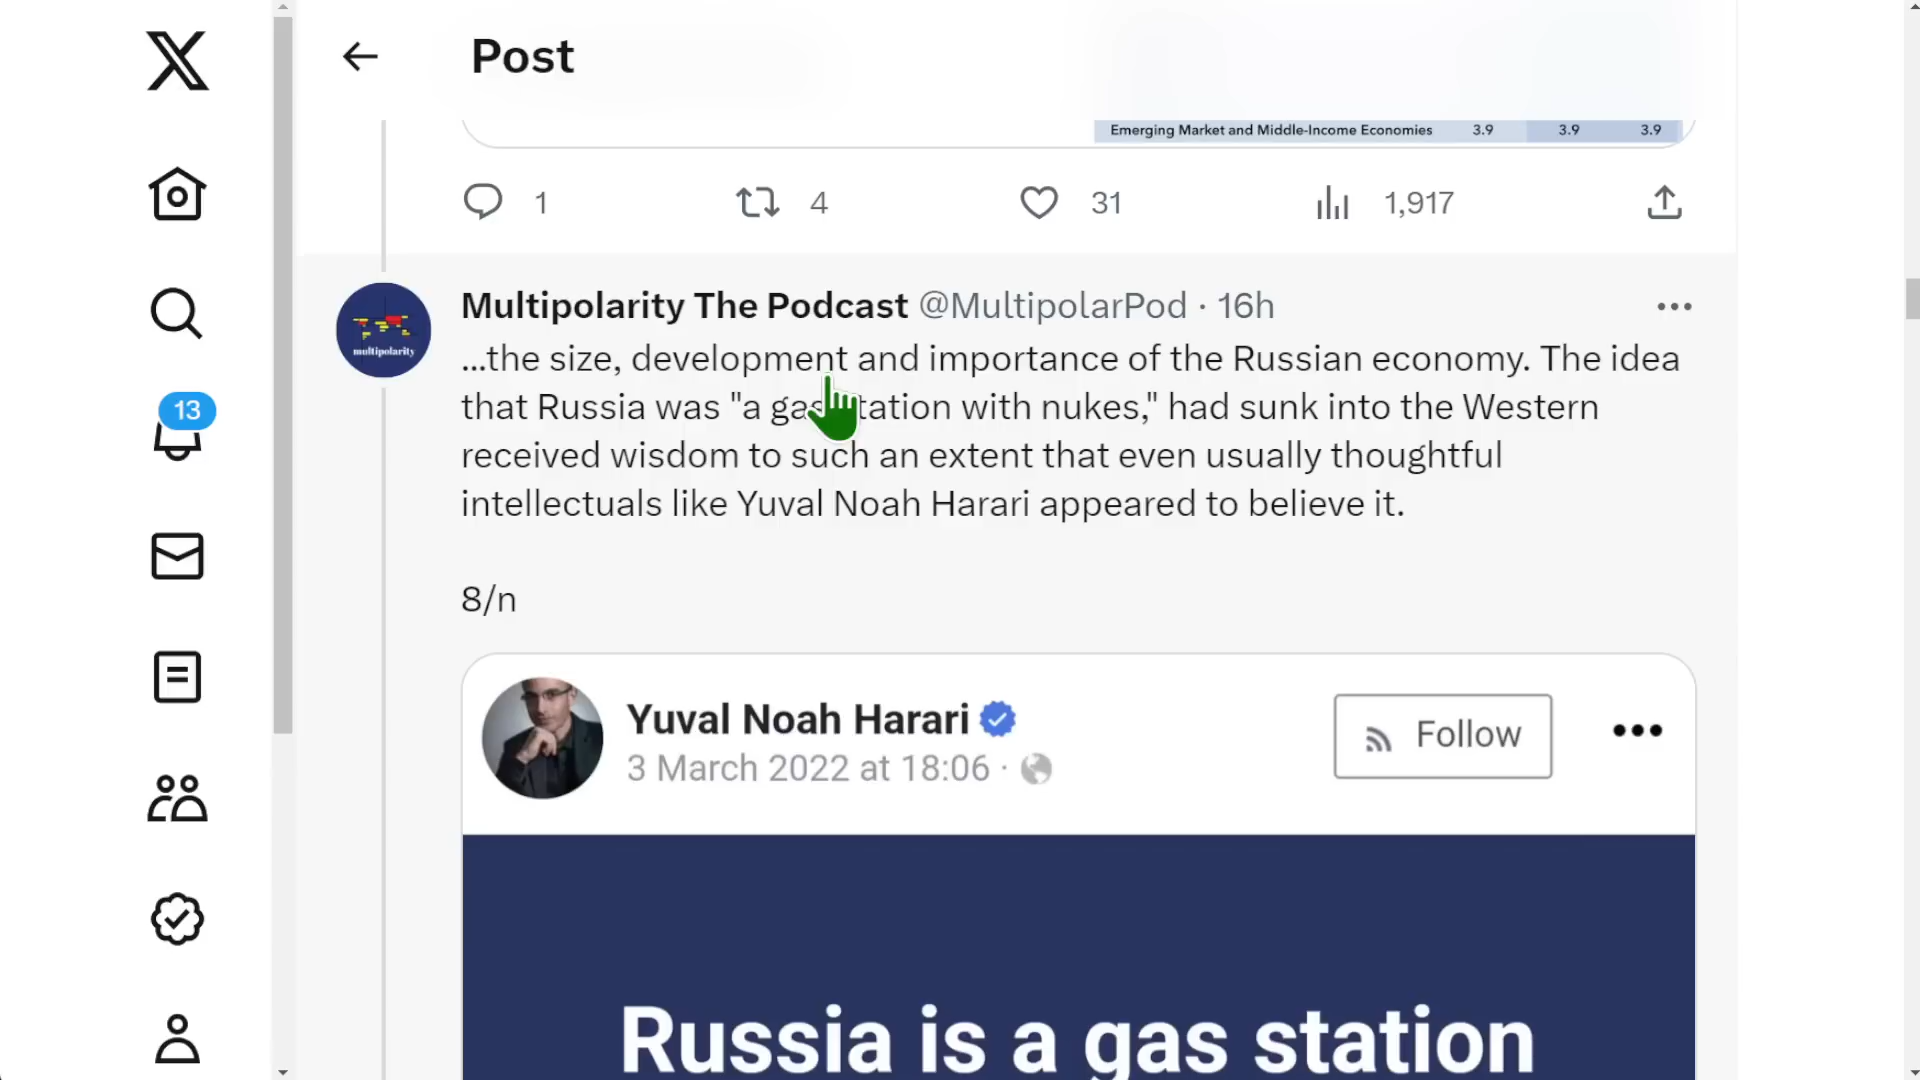 Post
Emerging Market and Middle-Income Economies 3.9 3.9 3.9
1 4 31 1,917
Multipolarity The Podcast @MultipolarPod · 16h
multipolarity
...the size, development and importance of the Russian economy. The idea
that Russia was "a gas station with nukes," had sunk into the Western
received wisdom to such an extent that even usually thoughtful
intellectuals like Yuval Noah Harari appeared to believe it.
8/n
13
Yuval Noah Harari
Follow
3 March 2022 at 18:06 ·
Russia is a gas station